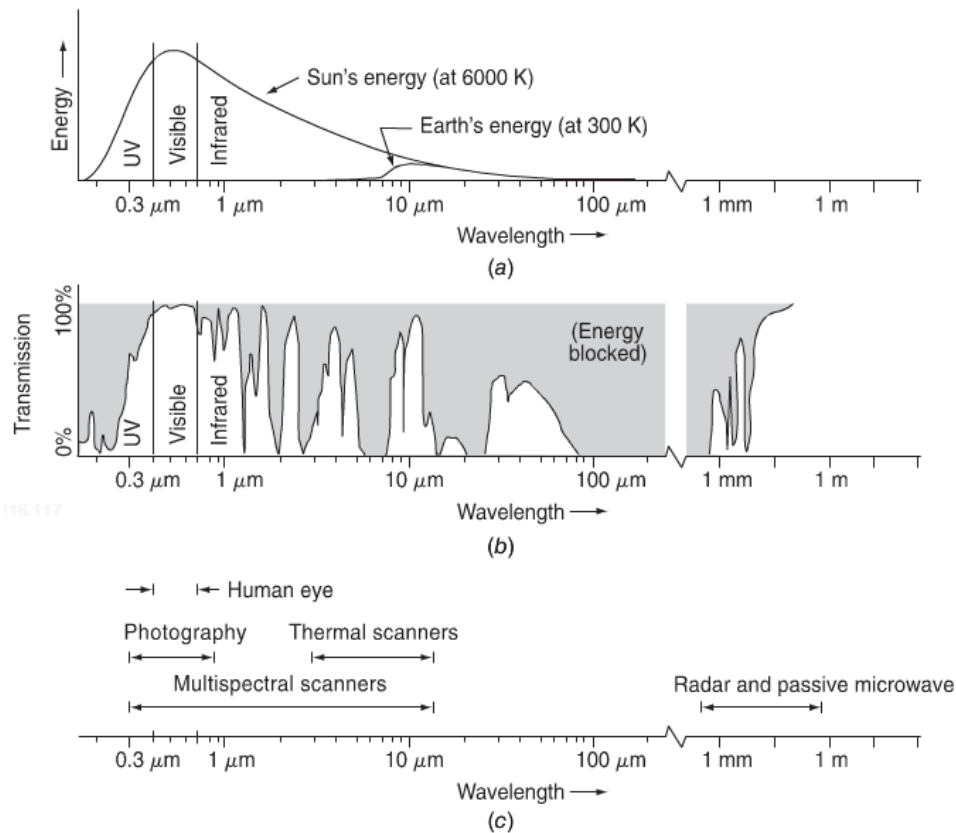 Energy
UV
Visible
Infrared
Sun's energy (at 6000 K)
Earth's energy (at 300 K)
0.3 μm 1 μm 10 μm 100 μm 1 mm 1 m
Wavelength
(a)
Transmission
100%
0%
UV
Visible
Infrared
(Energy
blocked)
0.3 μm 1 μm 10 μm 100 μm 1 mm 1 m
Wavelength
(b)
Human eye
Photography Thermal scanners
Multispectral scanners Radar and passive microwave
0.3 μm 1 μm 10 μm 100 μm 1 mm 1 m
Wavelength
(c)